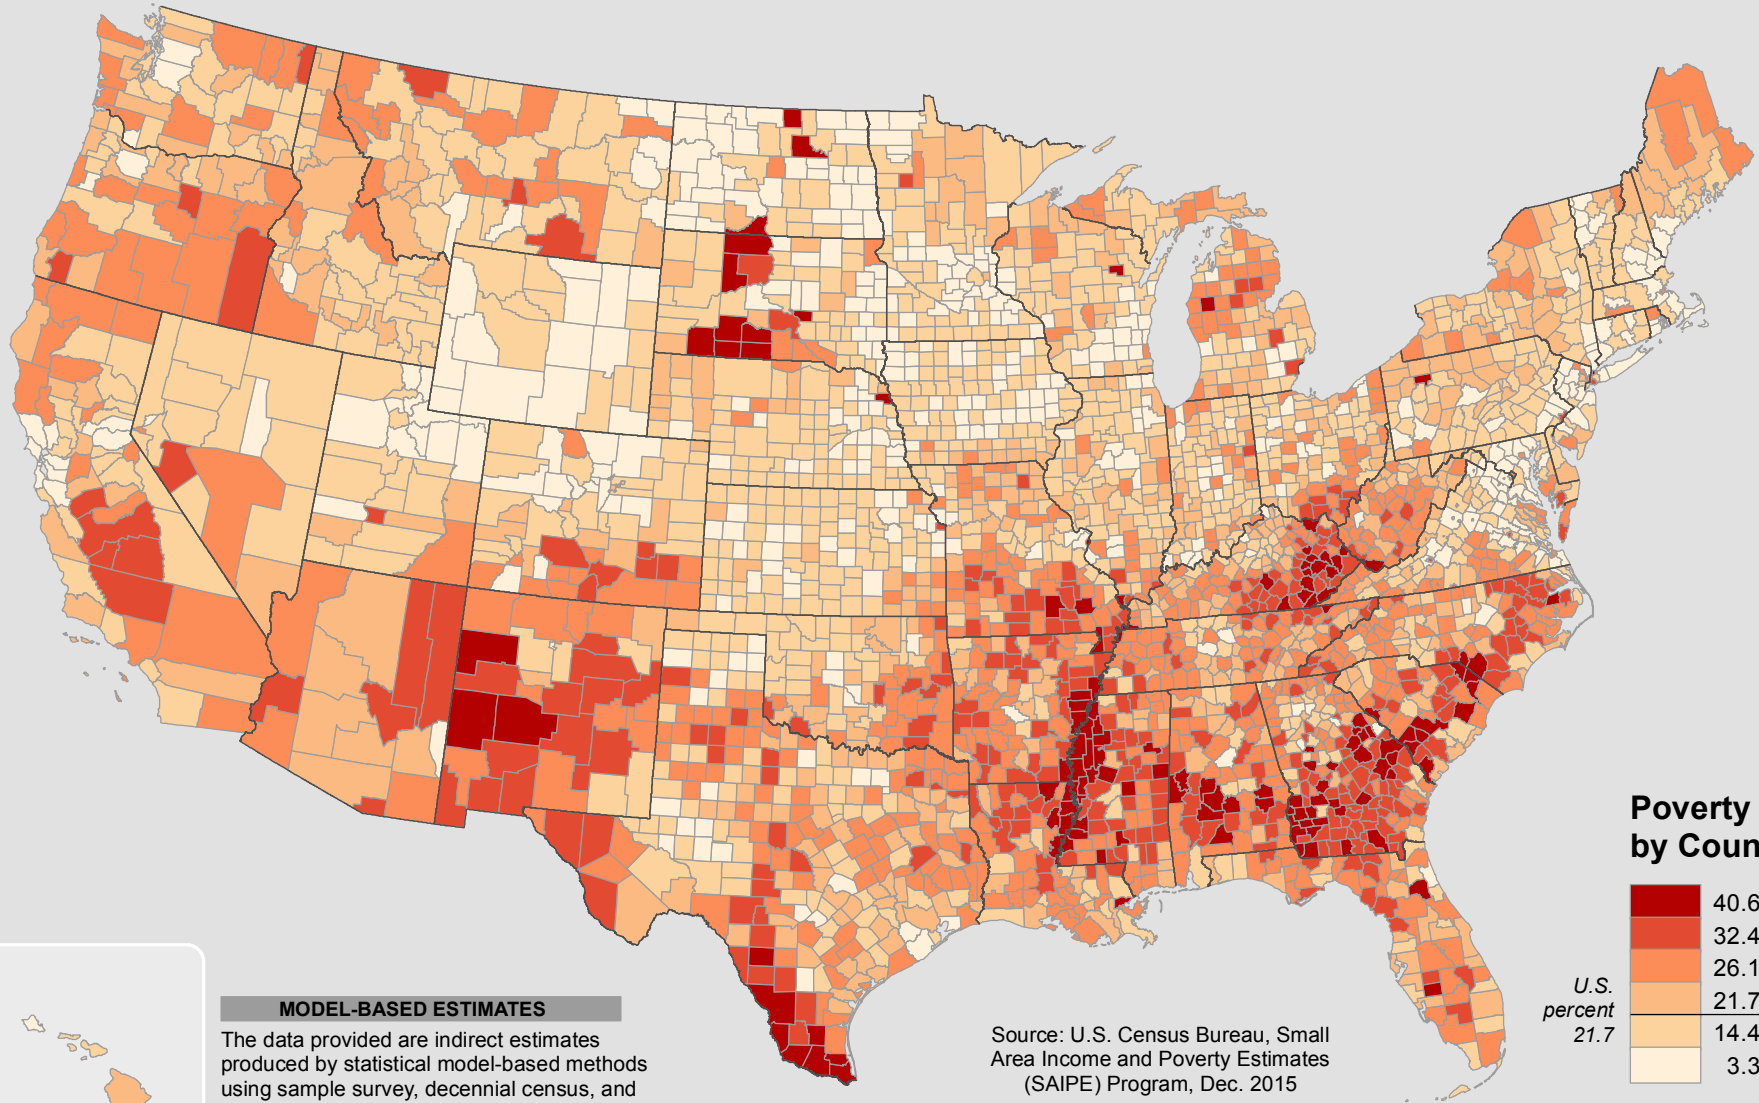 MODEL-BASED ESTIMATES
The data provided are indirect estimates
produced by statistical model-based methods
using sample survey, decennial census, and
Source: U.S. Census Bureau, Small
Area Income and Poverty Estimates
(SAIPE) Program, Dec. 2015
Poverty
by Coun
40.6
32.4
26.1
21.7
14.4
3.3
U.S.
percent
21.7